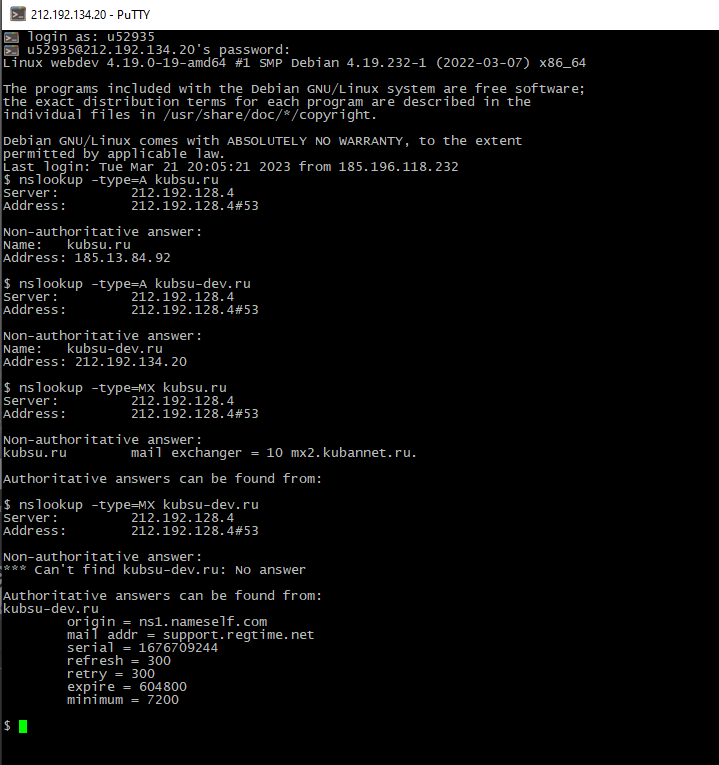 212.192.134.20 - PuTTY
login as: u52935
u52935@212.192.134.20's password:
Linux webdev 4.19.0-19-amd64 #1 SMP Debian 4.19.232-1 (2022-03-07) x86_64
The programs included with the Debian GNU/Linux system are free software;
the exact distribution terms for each program are described in the
individual files in /usr/share/doc/*/copyright.
Debian GNU/Linux comes with ABSOLUTELY NO WARRANTY, to the extent
permitted by applicable law.
Last login: Tue Mar 21 20:05:21 2023 from 185.196.118.232
$ nslookup -type=A kubsu.ru
Server:         212.192.128.4
Address:        212.192.128.4#53
Non-authoritative answer:
Name:   kubsu.ru
Address: 185.13.84.92
$ nslookup -type=A kubsu-dev.ru
Server:         212.192.128.4
Address:        212.192.128.4#53
Non-authoritative answer:
Name:   kubsu-dev.ru
Address: 212.192.134.20
$ nslookup -type=MX kubsu.ru
Server:         212.192.128.4
Address:        212.192.128.4#53
Non-authoritative answer:
kubsu.ru        mail exchanger = 10 mx2.kubannet.ru.
Authoritative answers can be found from:
$ nslookup -type=MX kubsu-dev.ru
Server:         212.192.128.4
Address:        212.192.128.4#53
Non-authoritative answer:
*** Can't find kubsu-dev.ru: No answer
Authoritative answers can be found from:
kubsu-dev.ru
        origin = ns1.nameself.com
        mail addr = support.regtime.net
        serial = 1676709244
        refresh = 300
        retry = 300
        expire = 604800
        minimum = 7200
$